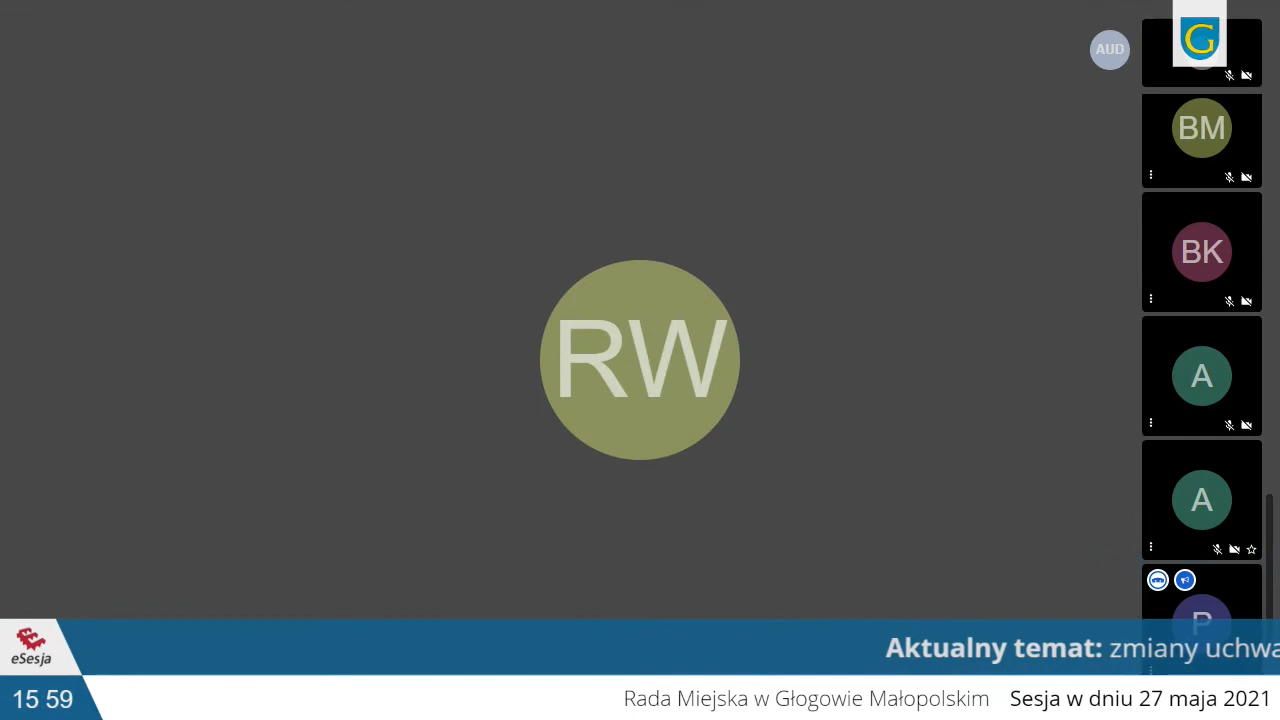 AUD
G
BM
RW
BK
A
A
P
Aktualny temat: zmiany uchwa
eSesja
15 59
Rada Miejska w Głogowie Małopolskim Sesja w dniu 27 maja 2021